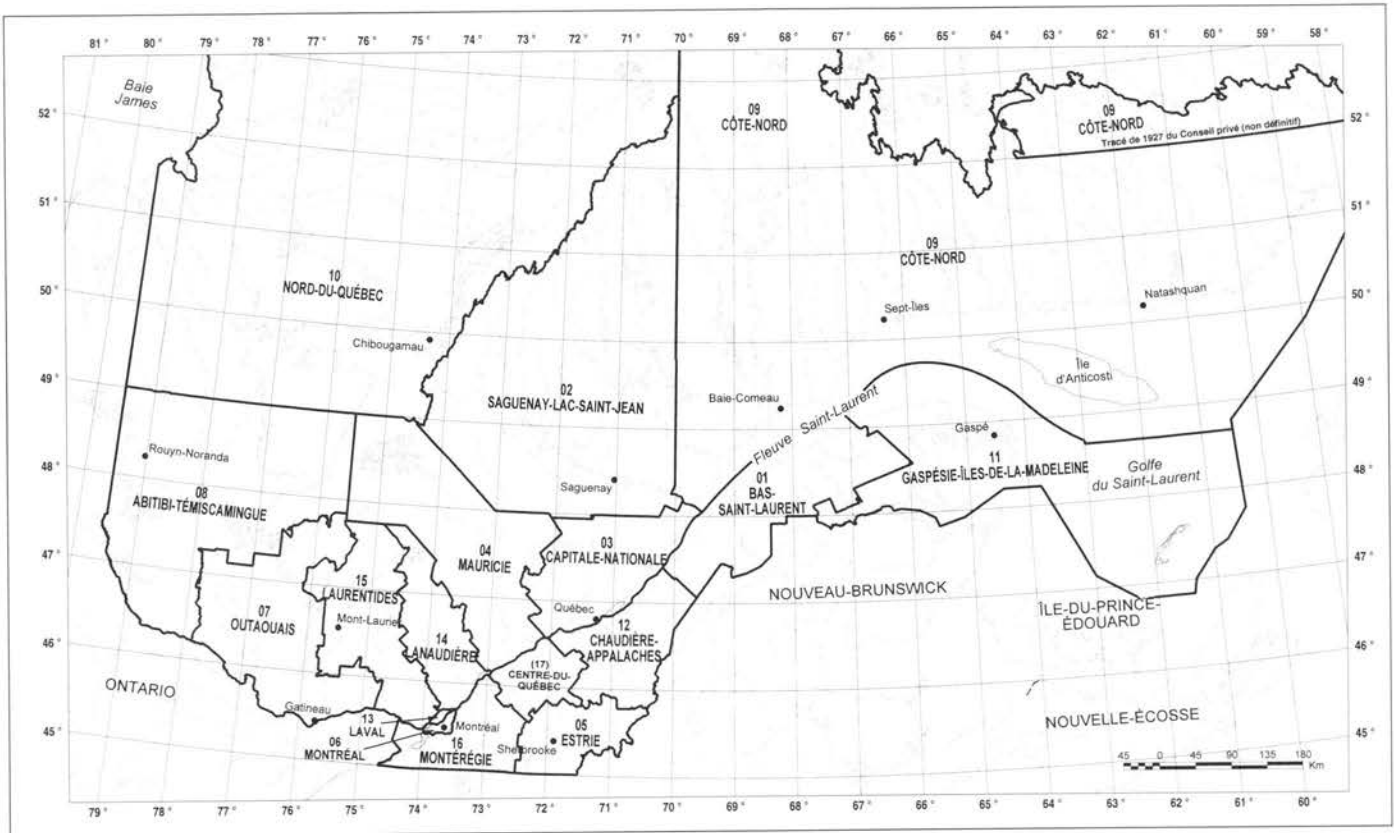 81° 80° 79° 78° 77° 76° 75° 74° 73° 72° 71° 70° 69° 68° 67° 66° 65° 64° 63° 62° 61° 60° 59° 58° 57°
Baie
James
52°
09
CÔTE-NORD
09
CÔTE-NORD
Tracé de 1927 du Conseil privé (non définitif)
52°
51°
51°
09
CÔTE-NORD
10
NORD-DU-QUÉBEC
50°
50°
Natashquan
Sept-Îles
Chibougamau
Île
d'Anticosti
49°
49°
02
SAGUENAY-LAC-SAINT-JEAN
Baie-Comeau
Fleuve Saint-Laurent
Gaspé
11
GASPÉSIE-ÎLES-DE-LA-MADELEINE
Golfe
du Saint-Laurent
48°
48°
Rouyn-Noranda
08
ABITIBI-TÉMISCAMINGUE
Saguenay
01
BAS-
SAINT-LAURENT
47°
47°
04
MAURICIE
03
CAPITALE-NATIONALE
15
LAURENTIDES
Mont-Laurier
07
OUTAOUAIS
Québec
NOUVEAU-BRUNSWICK
ÎLE-DU-PRINCE-
ÉDOUARD
12
CHAUDIÈRE-
APPALACHES
46°
46°
14
LANAUDIÈRE
(17)
CENTRE-DU-
QUÉBEC
ONTARIO
Gatineau
13
LAVAL
Montréal
06
MONTRÉAL
16
MONTÉRÉGIE
Sherbrooke
05
ESTRIE
NOUVELLE-ÉCOSSE
45°
45°
45 0 45 90 135 180
Km
79° 78° 77° 76° 75° 74° 73° 72° 71° 70° 69° 68° 67° 66° 65° 64° 63° 62° 61° 60°